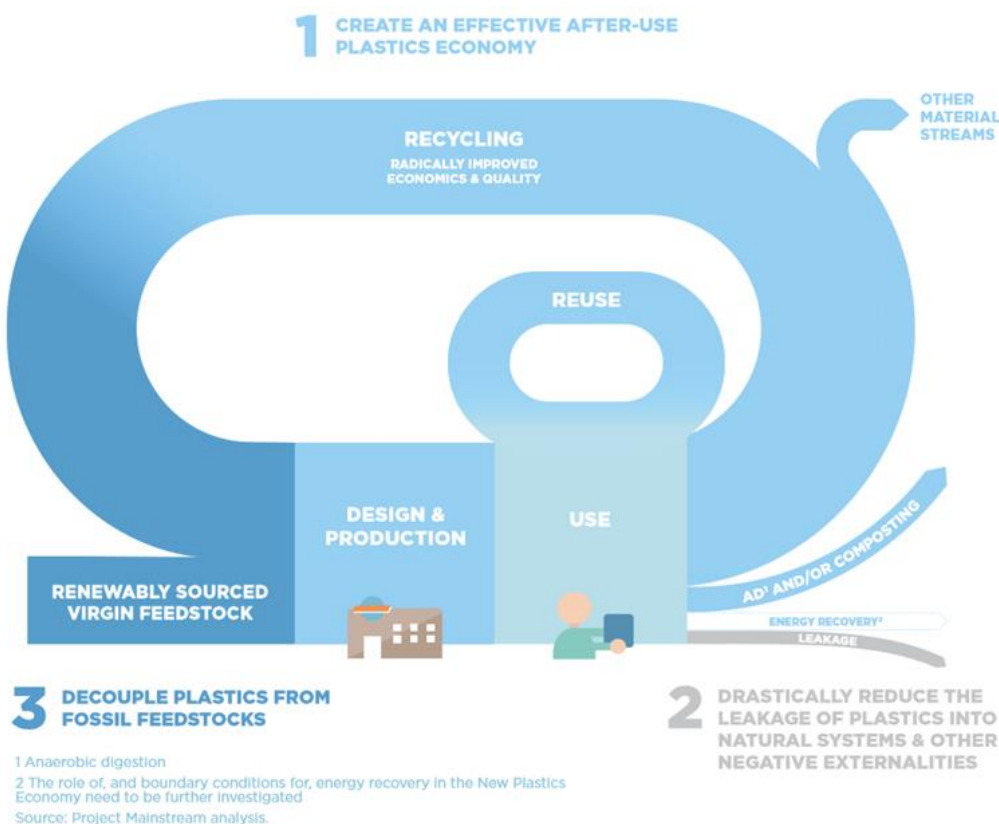 1 CREATE AN EFFECTIVE AFTER-USE
PLASTICS ECONOMY
OTHER
MATERIAL
STREAMS
RECYCLING
RADICALLY IMPROVED
ECONOMICS & QUALITY
REUSE
DESIGN &
PRODUCTION
USE
AD¹ AND/OR COMPOSTING
RENEWABLY SOURCED
VIRGIN FEEDSTOCK
ENERGY RECOVERY²
LEAKAGE
3 DECOUPLE PLASTICS FROM
FOSSIL FEEDSTOCKS
2 DRASTICALLY REDUCE THE
LEAKAGE OF PLASTICS INTO
NATURAL SYSTEMS & OTHER
NEGATIVE EXTERNALITIES
1 Anaerobic digestion
2 The role of, and boundary conditions for, energy recovery in the New Plastics
Economy need to be further investigated
Source: Project Mainstream analysis.